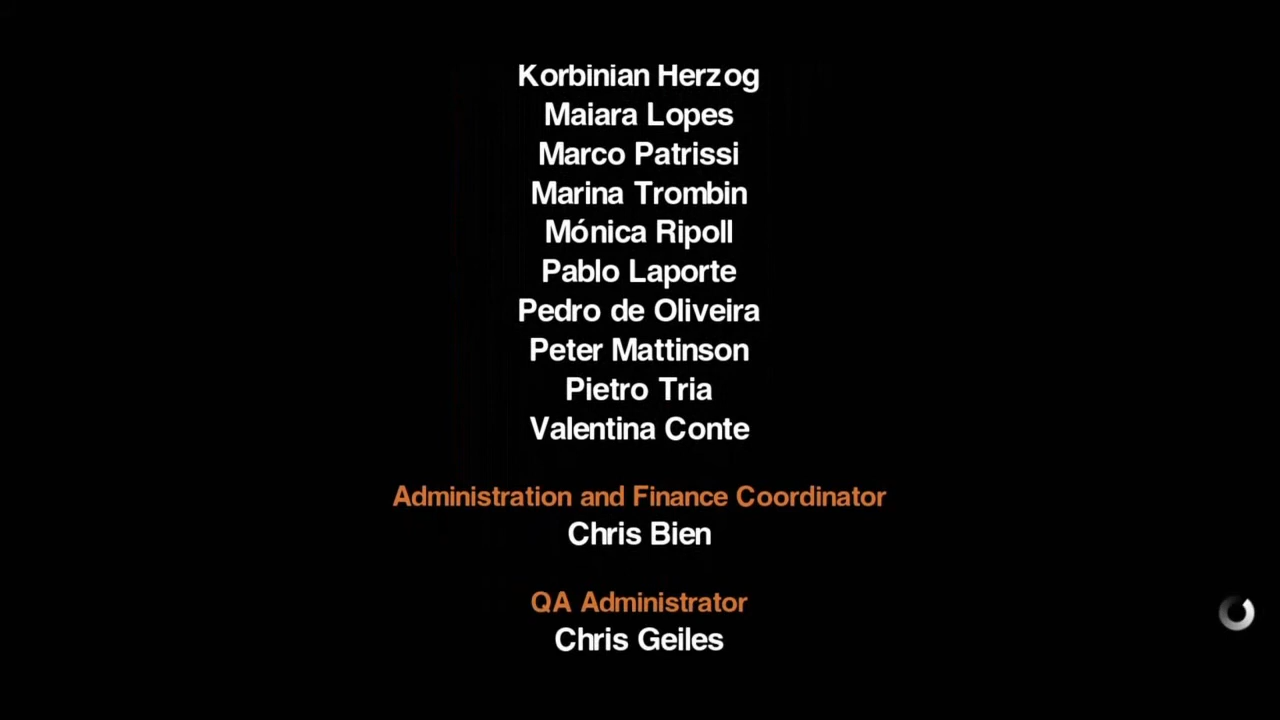 Korbinian Herzog
Maiara Lopes
Marco Patrissi
Marina Trombin
Mónica Ripoll
Pablo Laporte
Pedro de Oliveira
Peter Mattinson
Pietro Tria
Valentina Conte
Administration and Finance Coordinator
Chris Bien
QA Administrator
Chris Geiles